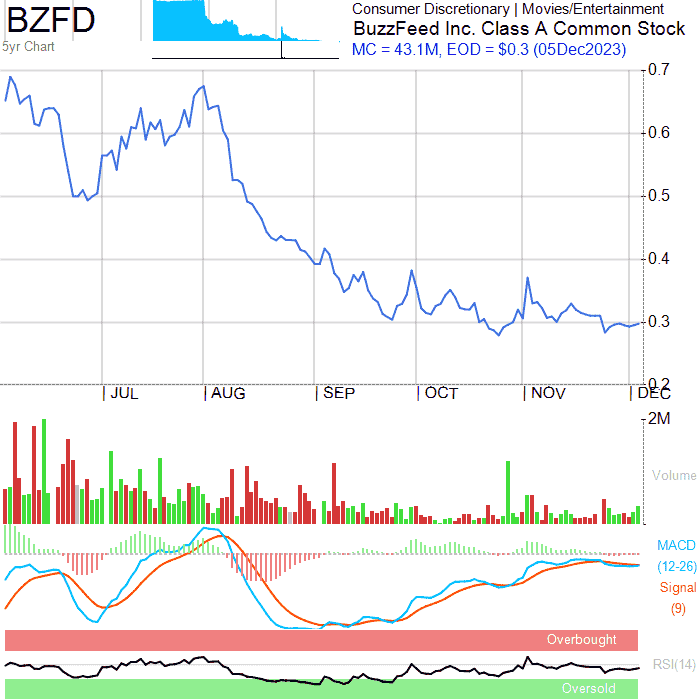 BZFD
5yr Chart
Consumer Discretionary | Movies/Entertainment
BuzzFeed Inc. Class A Common Stock
MC = 43.1M, EOD = $0.3 (05Dec2023)
0.7
0.6
0.5
0.4
0.3
0.2
JUL AUG SEP OCT NOV DEC
2M
Volume
MACD
(12-26)
Signal
(9)
Overbought
RSI(14)
Oversold